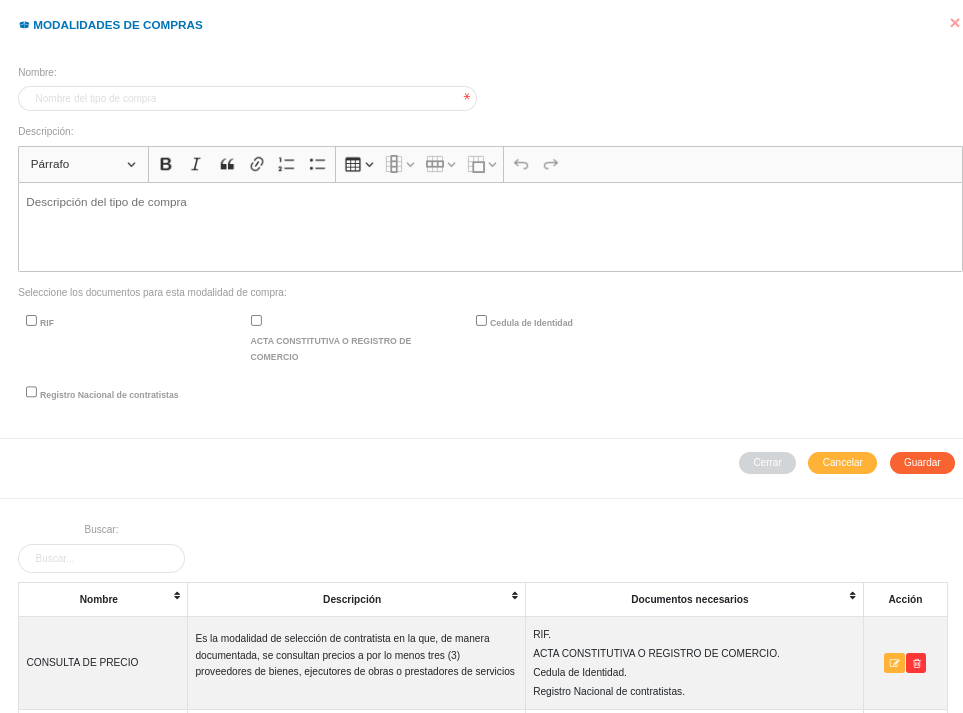 MODALIDADES DE COMPRAS ×
Nombre:
Nombre del tipo de compra *
Descripción:
Párrafo
Descripción del tipo de compra
Seleccione los documentos para esta modalidad de compra:
RIF
ACTA CONSTITUTIVA O REGISTRO DE
COMERCIO
Cedula de Identidad
Registro Nacional de contratistas
Cerrar Cancelar Guardar
Buscar:
Buscar...
Nombre Descripción Documentos necesarios Acción
CONSULTA DE PRECIO
Es la modalidad de selección de contratista en la que, de manera
documentada, se consultan precios a por lo menos tres (3)
proveedores de bienes, ejecutores de obras o prestadores de servicios
RIF.
ACTA CONSTITUTIVA O REGISTRO DE COMERCIO.
Cedula de Identidad.
Registro Nacional de contratistas.